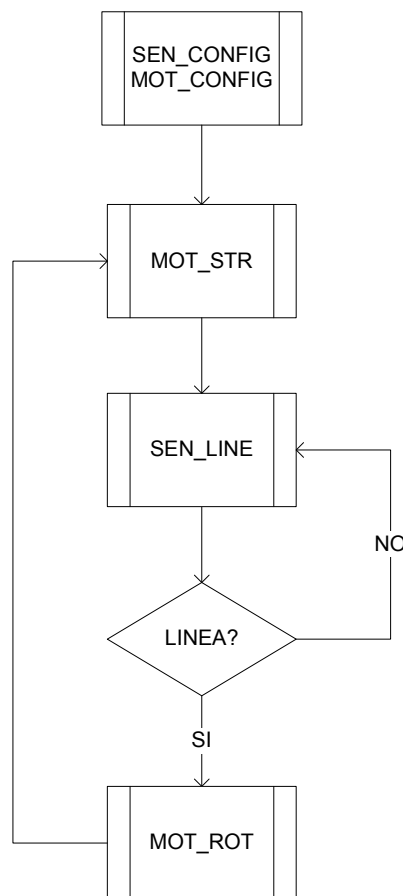 SEN_CONFIG
MOT_CONFIG
MOT_STR
SEN_LINE
NO
LINEA?
SI
MOT_ROT